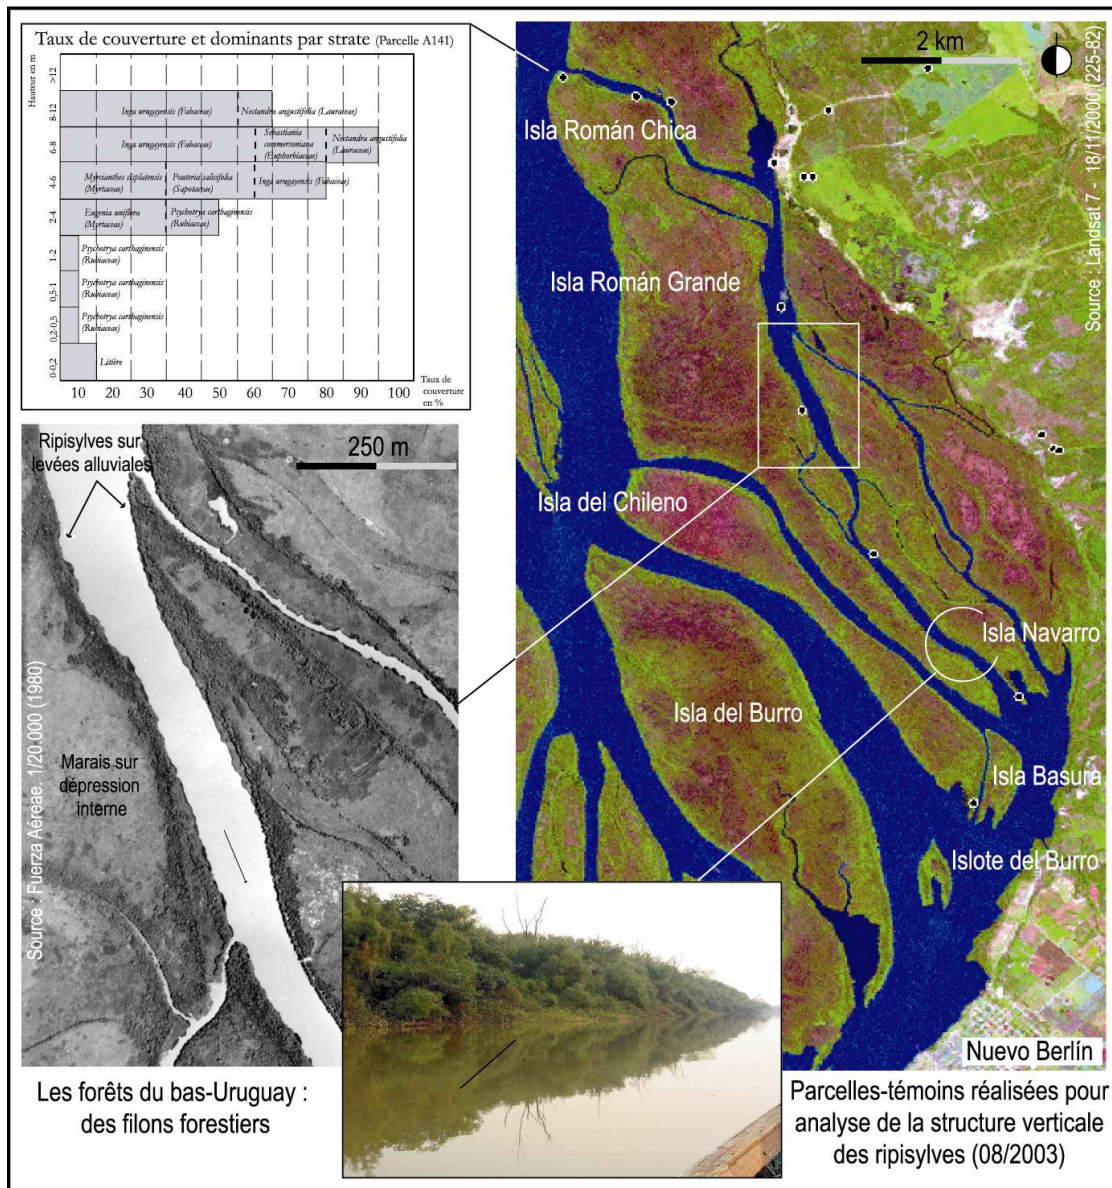 Taux de couverture et dominants par strate (Parcelle A141)
Hauteur en m
>12
8-12
Inga urugayensis (Fabaceae)
Nectandra angustifolia (Lauraceae)
6-8
Inga urugayensis (Fabaceae)
Sebastiania
commersoniana
(Euphorbiaceae)
Nectandra angustifolia
(Lauraceae)
4-6
Myrcianthes cisplatensis
(Myrtaceae)
Pouteria salicifolia
(Sapotaceae)
Inga urugayensis (Fabaceae)
2-4
Eugenia uniflora
(Myrtaceae)
Psychotrya carthaginensis
(Rubiaceae)
1-2
Psychotrya carthaginensis
(Rubiaceae)
0,5-1
Psychotrya carthaginensis
(Rubiaceae)
0,2-0,5
Psychotrya carthaginensis
(Rubiaceae)
0-0,2
Litière
10 20 30 40 50 60 70 80 90 100
Taux de
couverture
en %
2 km
Source : Landsat 7 - 18/11/2000 (225-82)
Isla Román Chica
Isla Román Grande
Isla del Chileno
Isla Navarro
Isla del Burro
Isla Basura
Islote del Burro
Nuevo Berlín
Ripisylves sur
levées alluviales
250 m
Marais sur
dépression
interne
Source : Fuerza Aéreae. 1/20.000 (1980)
Les forêts du bas-Uruguay :
des filons forestiers
Parcelles-témoins réalisées pour
analyse de la structure verticale
des ripisylves (08/2003)